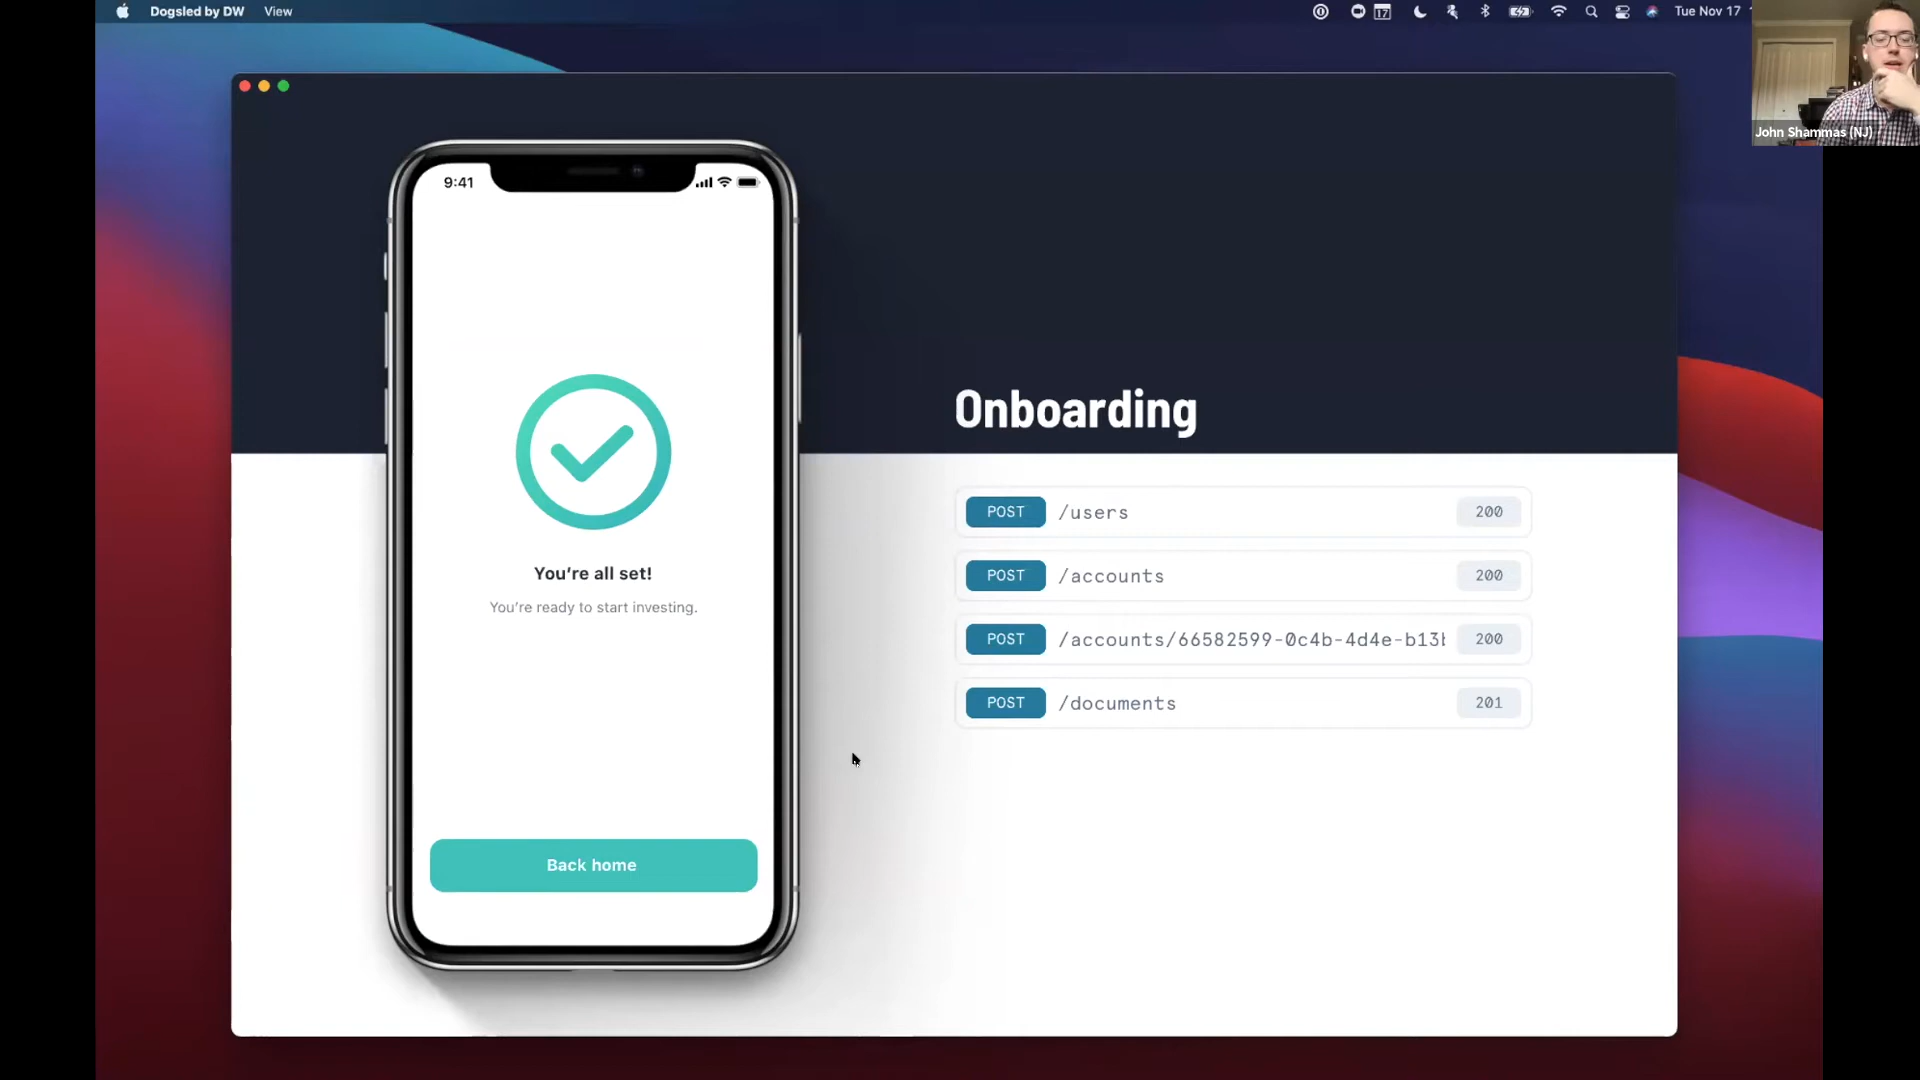 Dogsled by DW View
17 Tue Nov 17
John Shammas (NJ)
9:41
Onboarding
POST /users 200
POST /accounts 200
You're all set!
You're ready to start investing.
POST /accounts/66582599-0c4b-4d4e-b13 200
POST /documents 201
Back home